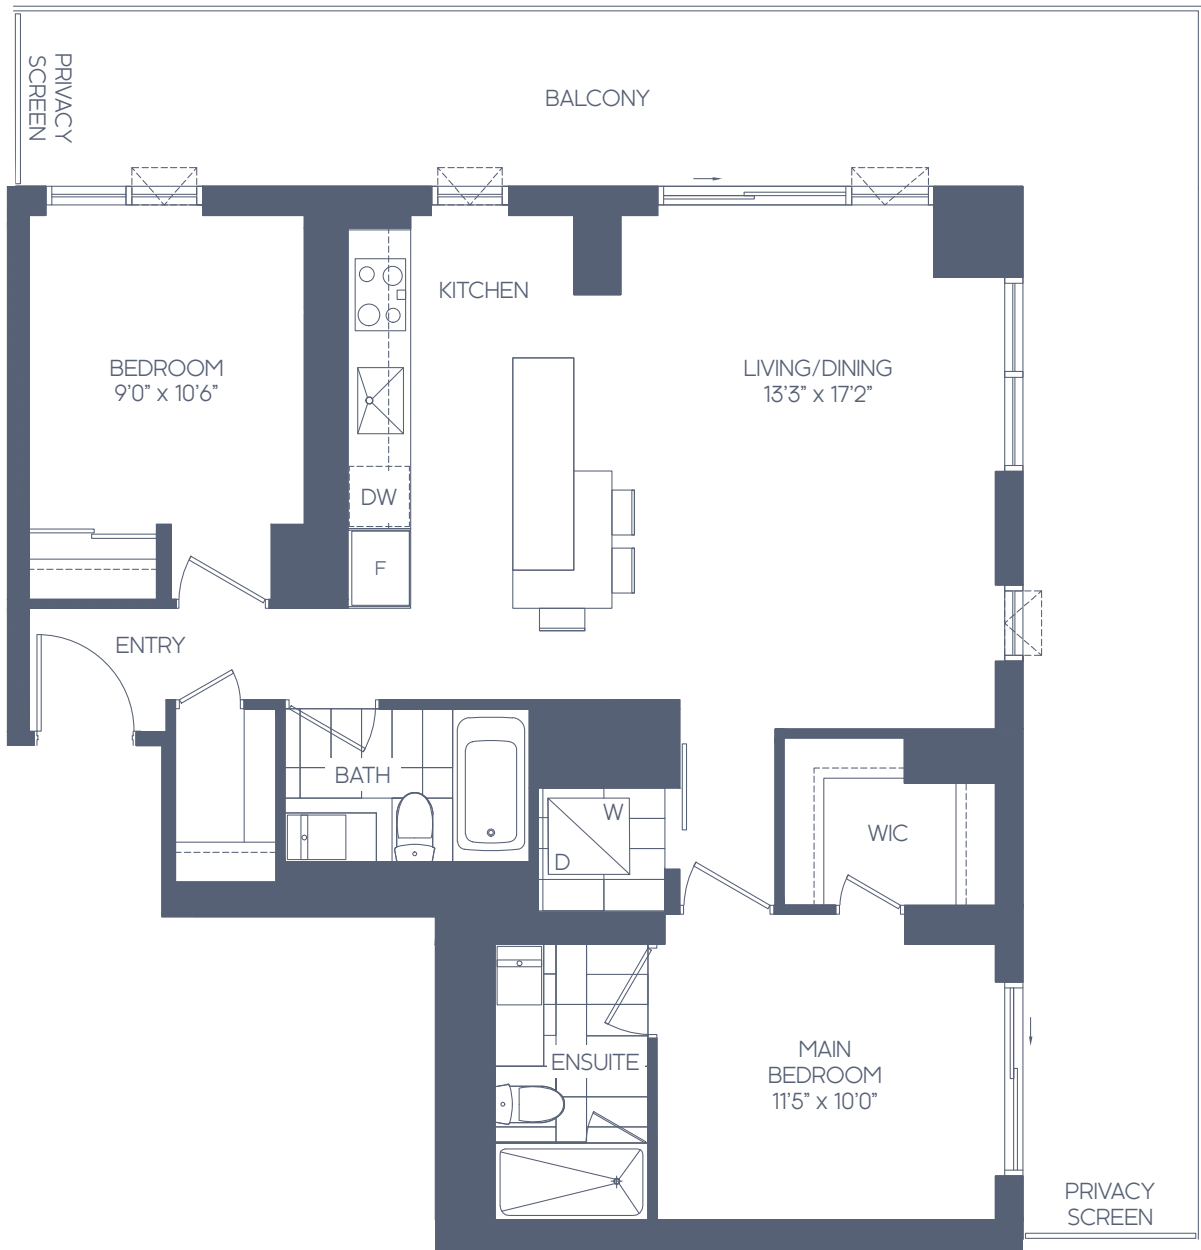 PRIVACY
SCREEN
BALCONY
KITCHEN
BEDROOM
9'0" x 10'6"
LIVING/DINING
13'3" x 17'2"
DW
F
ENTRY
BATH
W
D
WIC
ENSUITE
MAIN
BEDROOM
11'5" x 10'0"
PRIVACY
SCREEN